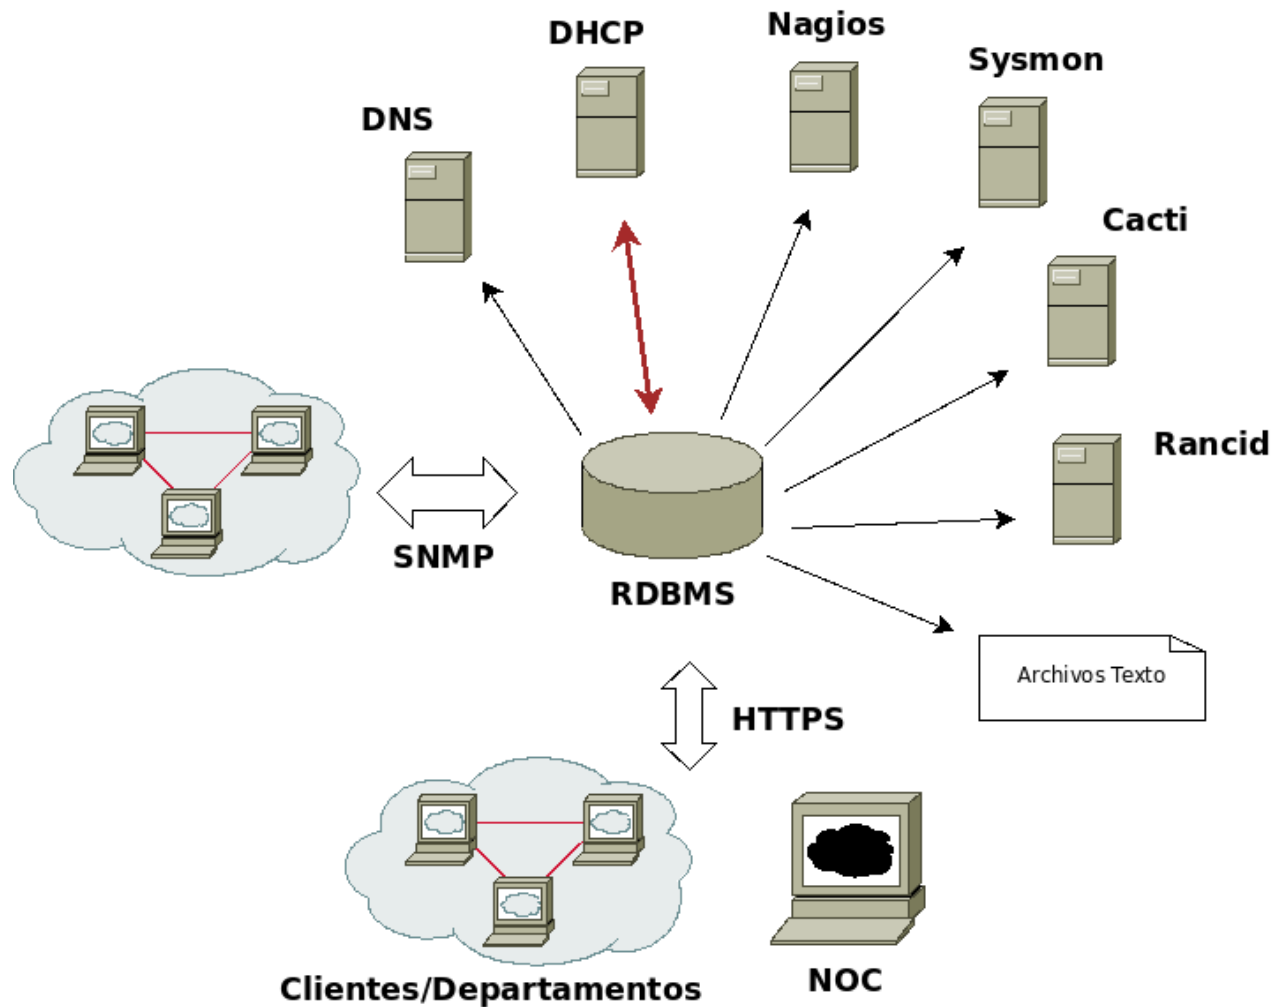 DHCP
Nagios
Sysmon
DNS
Cacti
Rancid
SNMP
RDBMS
Archivos Texto
HTTPS
NOC
Clientes/Departamentos